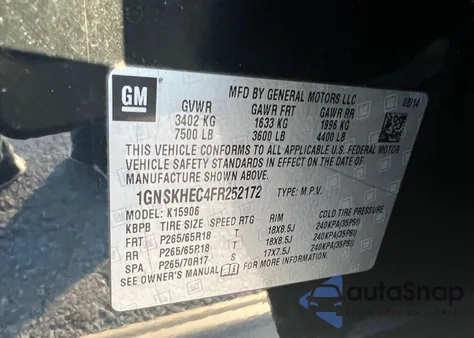 GM
MFD BY GENERAL MOTORS LLC
08/14
GVWR GAWR FRT GAWR RR
3402 KG 1633 KG 1996 KG
7500 LB 3600 LB 4400 LB
THIS VEHICLE CONFORMS TO ALL APPLICABLE U.S. FEDERAL MOTOR
VEHICLE SAFETY STANDARDS IN EFFECT ON THE DATE OF
MANUFACTURE SHOWN ABOVE.
1GNSKHEC4FR252172 TYPE: M.P.V.
MODEL: K15906
KBPB TIRE SIZE SPEED RTG RIM COLD TIRE PRESSURE
FRT P265/65R18 T 18X8.5J 240KPA(35PSI)
RR P265/65R18 T 18X8.5J 240KPA(35PSI)
SPA P265/70R17 S 17X7.5J 240KPA(35PSI)
SEE OWNER'S MANUAL FOR MORE INFORMATION.
autoSnap